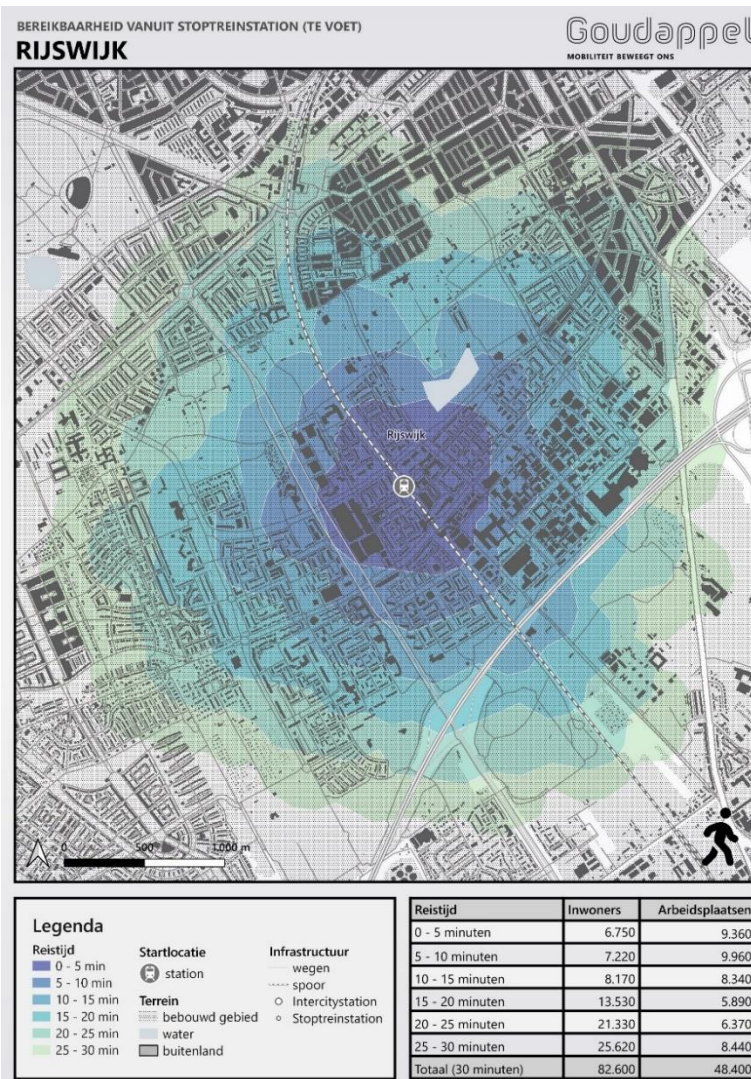 BEREIKBAARHEID VANUIT STOPTREINSTATION (TE VOET)
RIJSWIJK
Goudappel
MOBILITEIT BEWEEGT ONS
Rijswijk
0 500 1.000 m
Legenda
Reistijd
0 - 5 min
5 - 10 min
10 - 15 min
15 - 20 min
20 - 25 min
25 - 30 min
Startlocatie
station
Terrein
bebouwd gebied
water
buitenland
Infrastructuur
wegen
spoor
Intercitystation
Stoptreinstation
Reistijd Inwoners Arbeidsplaatsen
0 - 5 minuten 6.750 9.360
5 - 10 minuten 7.220 9.960
10 - 15 minuten 8.170 8.340
15 - 20 minuten 13.530 5.890
20 - 25 minuten 21.330 6.370
25 - 30 minuten 25.620 8.440
Totaal (30 minuten) 82.600 48.400